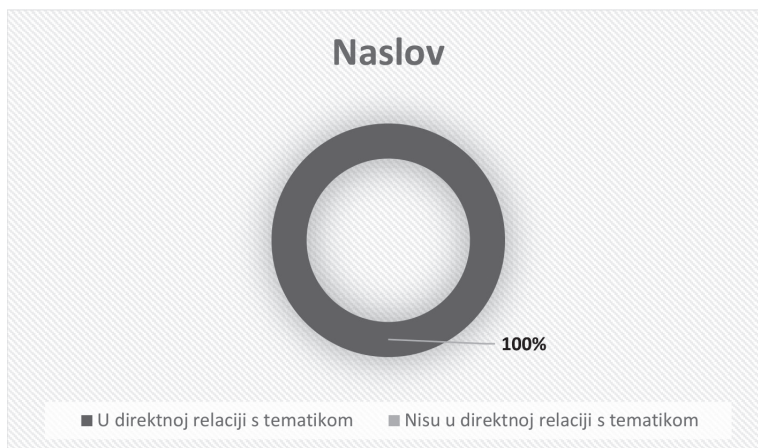 Naslov
100%
U direktnoj relaciji s tematikom
Nisu u direktnoj relaciji s tematikom